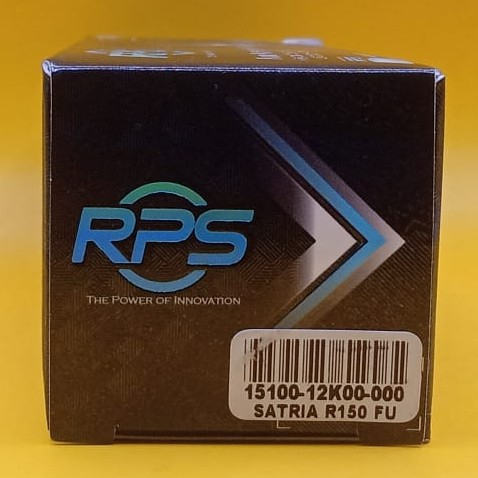 RPS
THE POWER OF INNOVATION
15100-12K00-000
SATRIA R150 FU